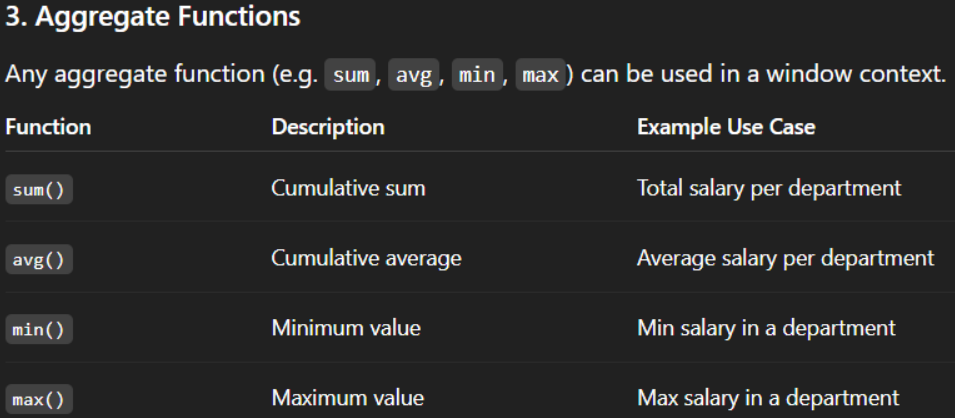 3. Aggregate Functions
Any aggregate function (e.g. sum, avg, min, max) can be used in a window context.
Function Description Example Use Case
sum() Cumulative sum Total salary per department
avg() Cumulative average Average salary per department
min() Minimum value Min salary in a department
max() Maximum value Max salary in a department